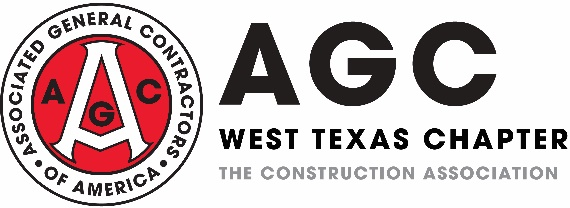 ASSOCIATED GENERAL CONTRACTORS
• OF AMERICA •
A G C
AGC
WEST TEXAS CHAPTER
THE CONSTRUCTION ASSOCIATION